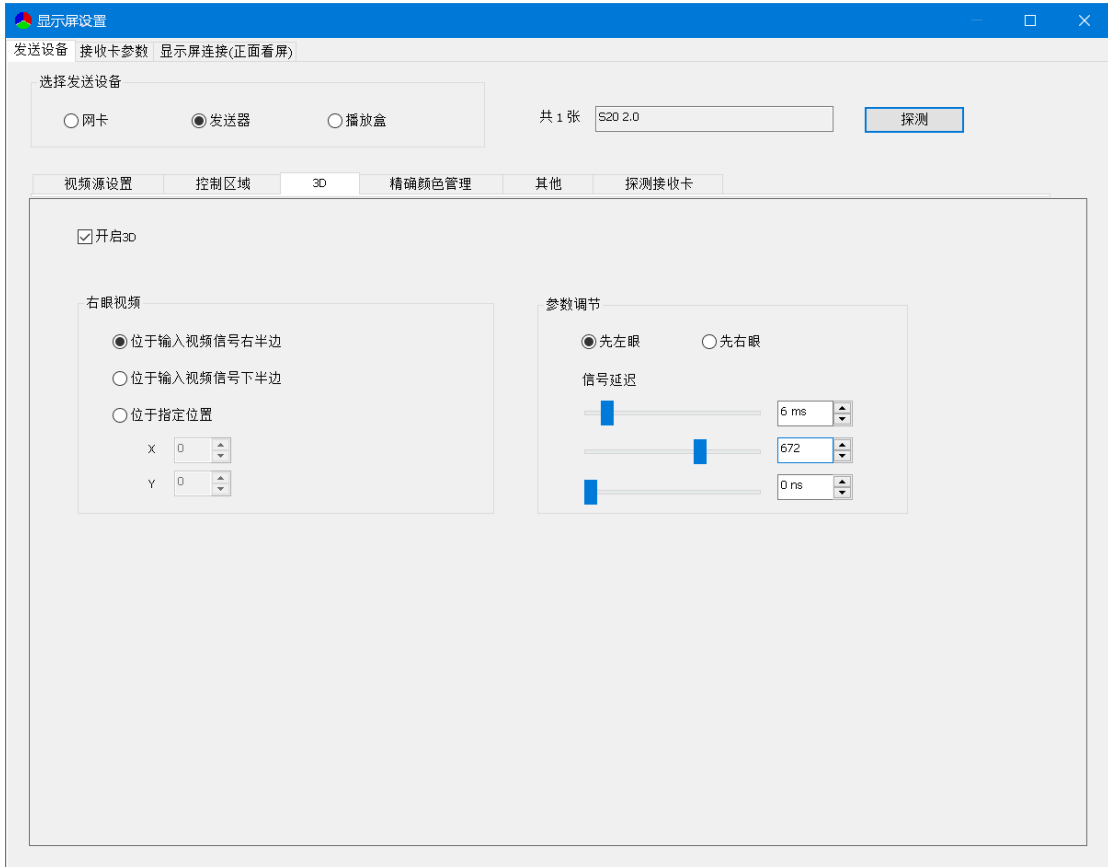 显示屏设置
发送设备 接收卡参数 显示屏连接(正面看屏)
选择发送设备
网卡 发送器 播放盒
共 1 张 S20 2.0 探测
视频源设置 控制区域 3D 精确颜色管理 其他 探测接收卡
开启3D
右眼视频
位于输入视频信号右半边
位于输入视频信号下半边
位于指定位置
X 0
Y 0
参数调节
先左眼 先右眼
信号延迟
6 ms
672
0 ns